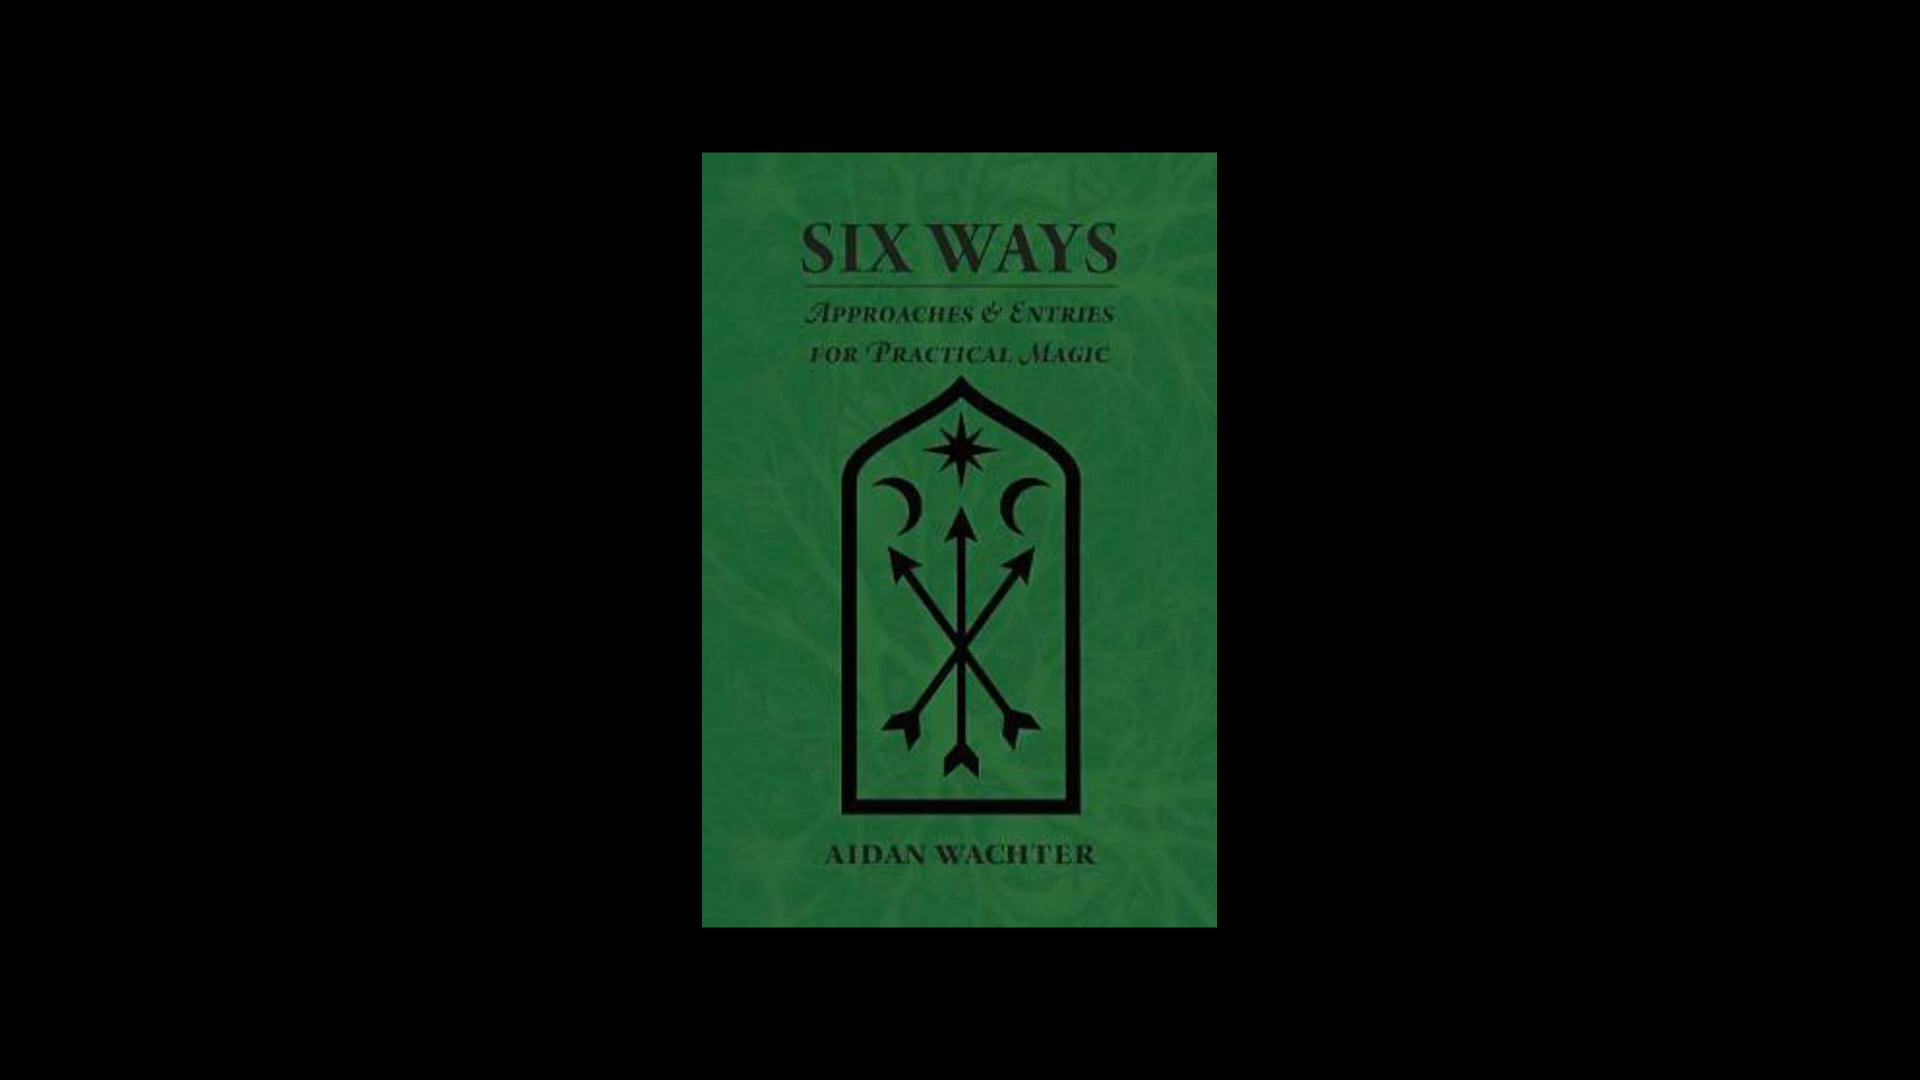 SIX WAYS
APPROACHES & ENTRIES
FOR PRACTICAL MAGIC
AIDAN WACHTER